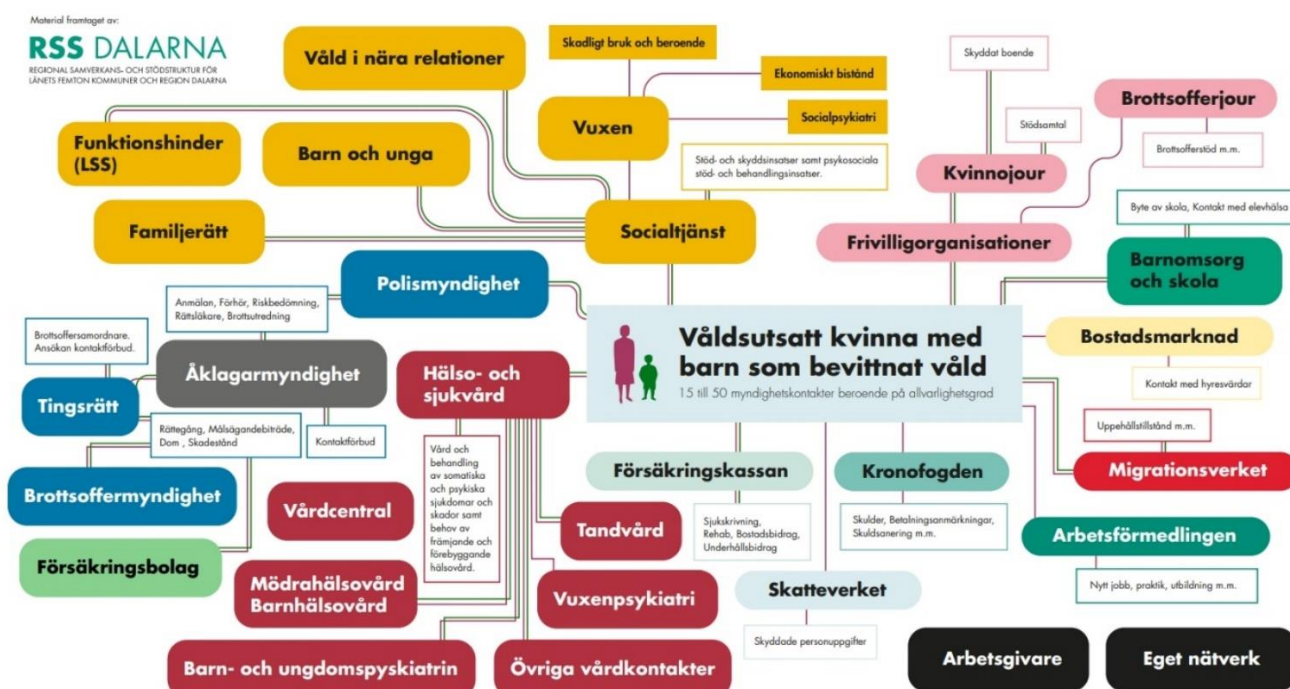 Material framtaget av:
RSS DALARNA
REGIONAL SAMVERKANS- OCH STÖDSTRUKTUR FÖR
LÄNETS FEMTON KOMMUNER OCH REGION DALARNA
Våld i nära relationer
Funktionshinder
(LSS)
Barn och unga
Familjerätt
Skadligt bruk och beroende
Ekonomiskt bistånd
Vuxen
Socialpsykiatri
Stöd- och skyddsinsatser samt psykosociala
stöd- och behandlingsinsatser.
Socialtjänst
Skyddat boende
Stödsamtal
Kvinnojour
Brottsofferjour
Brottsofferstöd m.m.
Frivilligorganisationer
Byte av skola, Kontakt med elevhälsa
Barnomsorg
och skola
Polismyndighet
Anmälan, Förhör, Riskbedömning,
Rättsläkare, Brottsutredning
Brottsoffersamordnare.
Ansökan kontaktförbud.
Åklagarmyndighet
Tingsrätt
Rättegång, Målsägandebiträde,
Dom , Skadestånd
Kontaktförbud
Brottsoffermyndighet
Försäkringsbolag
Hälso- och
sjukvård
Vård och
behandling
av somatiska
och psykiska
sjukdomar och
skador samt
behov av
främjande och
förebyggande
hälsovård.
Vårdcentral
Mödrahälsovård
Barnhälsovård
Barn- och ungdomspyskiatrin
Tandvård
Vuxenpsykiatri
Övriga vårdkontakter
Våldsutsatt kvinna med
barn som bevittnat våld
15 till 50 myndighetskontakter beroende på allvarlighetsgrad
Bostadsmarknad
Kontakt med hyresvärdar
Uppehållstillstånd m.m.
Migrationsverket
Försäkringskassan
Sjukskrivning,
Rehab, Bostadsbidrag,
Underhållsbidrag
Kronofogden
Skulder, Betalningsanmärkningar,
Skuldsanering m.m.
Arbetsförmedlingen
Nytt jobb, praktik, utbildning m.m.
Skatteverket
Skyddade personuppgifter
Arbetsgivare
Eget nätverk